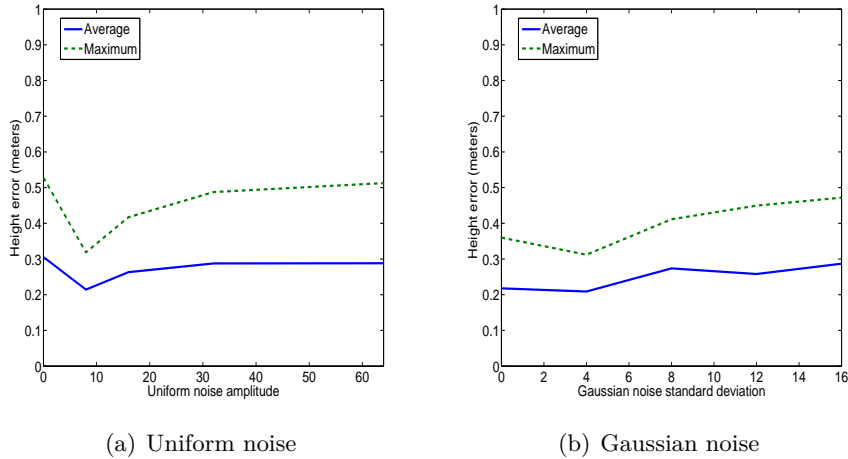 1
0.9
0.8
0.7
0.6
0.5
0.4
0.3
0.2
0.1
0
Height error (meters)
Average
Maximum
0 10 20 30 40 50 60
Uniform noise amplitude
(a) Uniform noise
1
0.9
0.8
0.7
0.6
0.5
0.4
0.3
0.2
0.1
0
Height error (meters)
Average
Maximum
0 2 4 6 8 10 12 14 16
Gaussian noise standard deviation
(b) Gaussian noise